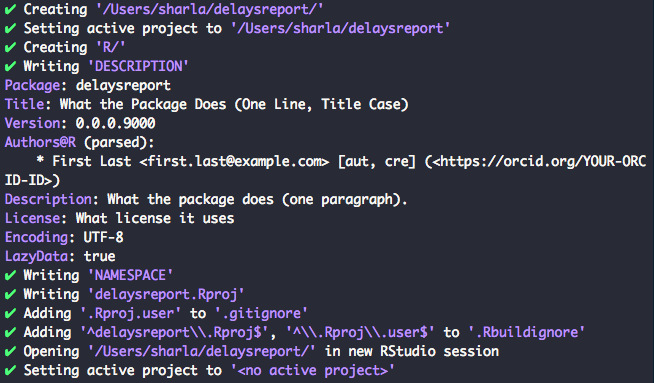 ✔ Creating '/Users/sharla/delaysreport/'
✔ Setting active project to '/Users/sharla/delaysreport'
✔ Creating 'R/'
✔ Writing 'DESCRIPTION'
Package: delaysreport
Title: What the Package Does (One Line, Title Case)
Version: 0.0.0.9000
Authors@R (parsed):
    * First Last <first.last@example.com> [aut, cre] (<https://orcid.org/YOUR-ORC
ID-ID>)
Description: What the package does (one paragraph).
License: What license it uses
Encoding: UTF-8
LazyData: true
✔ Writing 'NAMESPACE'
✔ Writing 'delaysreport.Rproj'
✔ Adding '.Rproj.user' to '.gitignore'
✔ Adding '^delaysreport\\.Rproj$', '^\\.Rproj\\.user$' to '.Rbuildignore'
✔ Opening '/Users/sharla/delaysreport/' in new RStudio session
✔ Setting active project to '<no active project>'